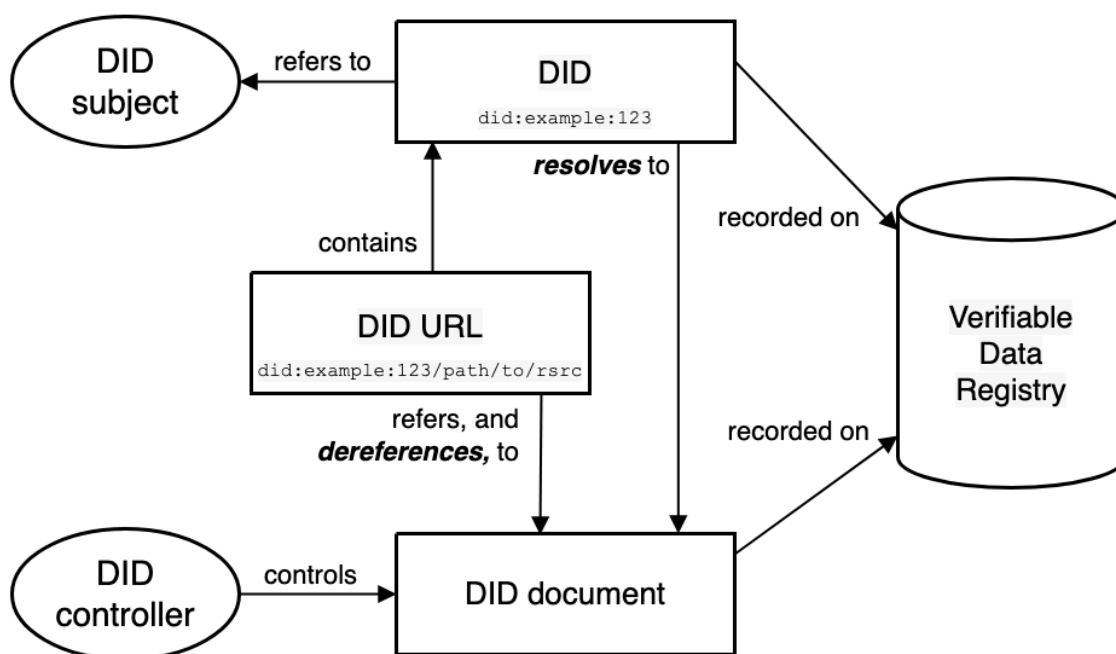 DID
subject
refers to
DID
did:example:123
resolves to
recorded on
contains
DID URL
did:example:123/path/to/rsrc
Verifiable
Data
Registry
refers, and
dereferences, to
recorded on
DID
controller
controls
DID document